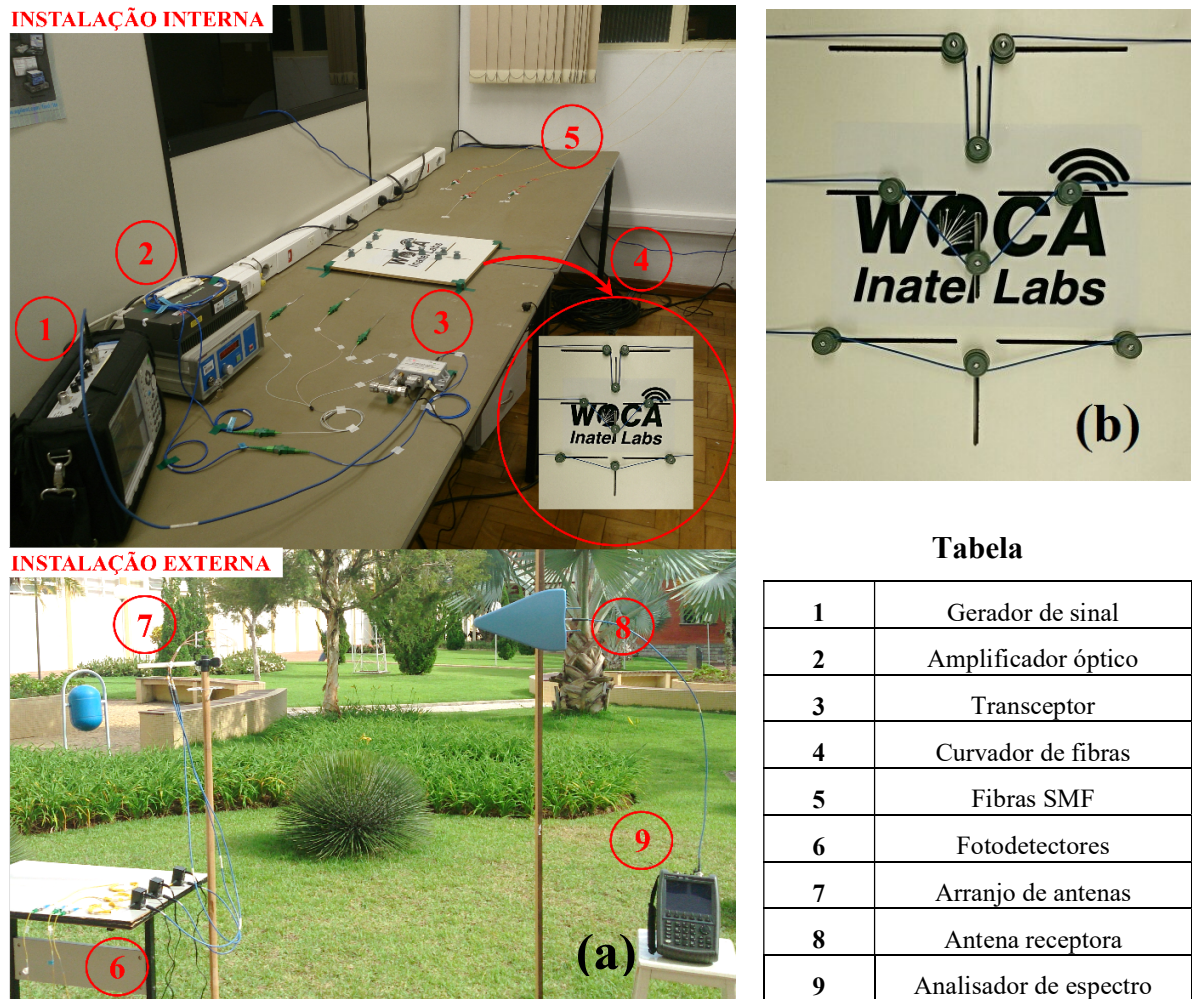 INSTALAÇÃO INTERNA
1
2
3
4
5
WOCA
WOCA
Inatel Labs
INSTALAÇÃO EXTERNA
6
7
8
9
(a)
WOCA
Inatel Labs
(b)
Tabela
1 Gerador de sinal
2 Amplificador óptico
3 Transceptor
4 Curvador de fibras
5 Fibras SMF
6 Fotodetectores
7 Arranjo de antenas
8 Antena receptora
9 Analisador de espectro